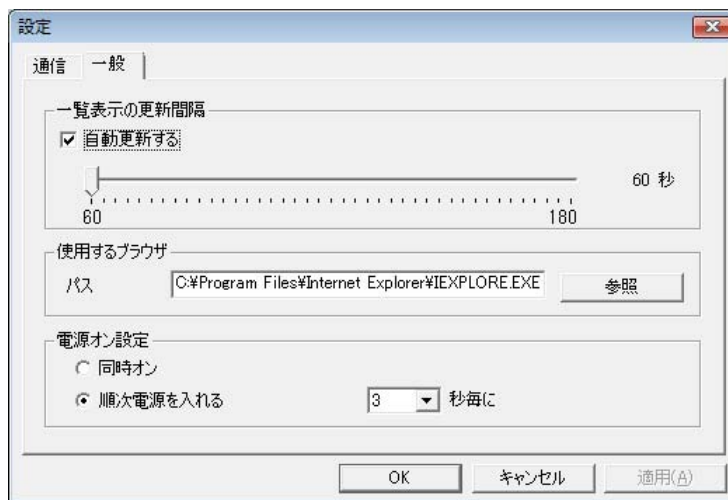 設定
通信 一般
一覧表示の更新間隔
自動更新する
60 秒
60 180
使用するブラウザ
パス C:¥Program Files¥Internet Explorer¥IEXPLORE.EXE 参照
電源オン設定
同時オン
順次電源を入れる 3 秒毎に
OK キャンセル 適用(A)